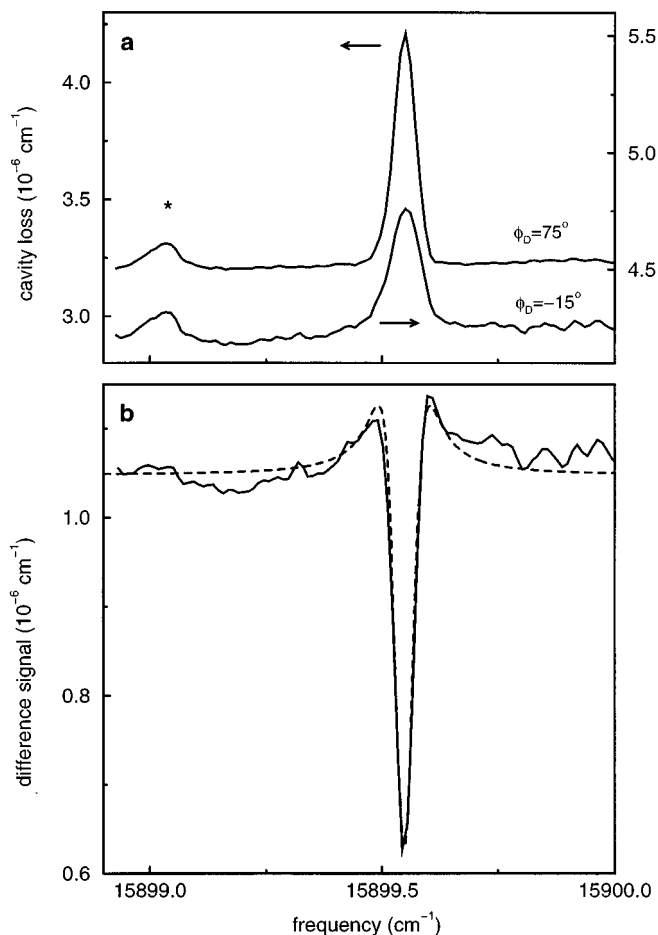 a
cavity loss (10⁻⁶ cm⁻¹)
4.0
3.5
3.0
5.5
5.0
4.5
*
ϕD=75°
ϕD=−15°
b
difference signal (10⁻⁶ cm⁻¹)
1.0
0.8
0.6
15899.0
15899.5
15900.0
frequency (cm⁻¹)